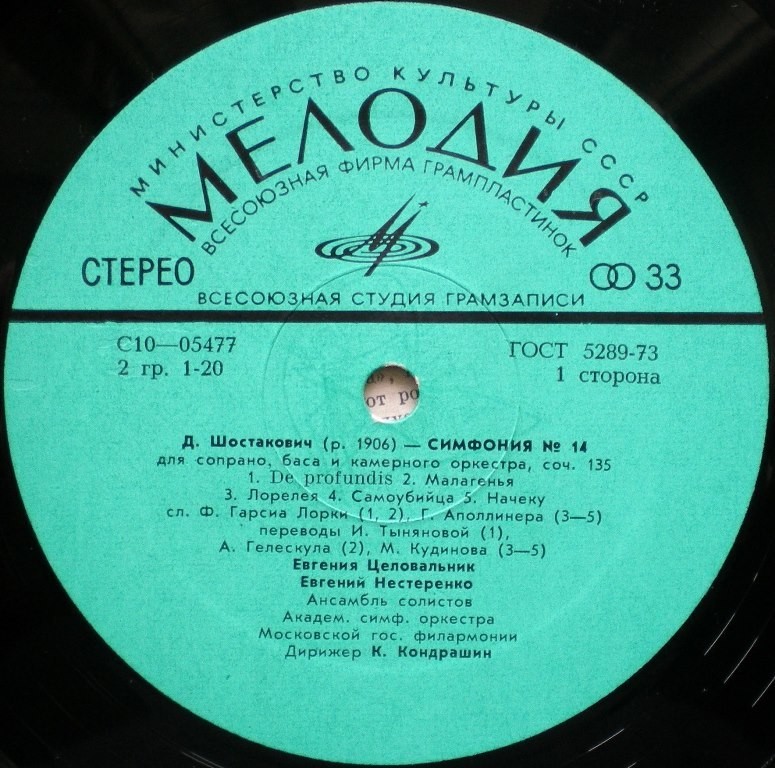 МИНИСТЕРСТВО КУЛЬТУРЫ СССР
МЕЛОДИЯ
ВСЕСОЮЗНАЯ ФИРМА ГРАМПЛАСТИНОК
СТЕРЕО
33
ВСЕСОЮЗНАЯ СТУДИЯ ГРАМЗАПИСИ
С10—05477
ГОСТ 5289-73
2 гр. 1-20
1 сторона
от ро
Д. Шостакович (р. 1906) — СИМФОНИЯ № 14
для сопрано, баса и камерного оркестра, соч. 135
1. De profundis 2. Малагенья
3. Лорелея 4. Самоубийца 5. Начеку
сл. Ф. Гарсиа Лорки (1, 2), Г. Аполлинера (3—5)
переводы И. Тыняновой (1),
А. Гелескула (2), М. Кудинова (3—5)
Евгения Целовальник
Евгений Нестеренко
Ансамбль солистов
Академ. симф. оркестра
Московской гос. филармонии
Дирижер К. Кондрашин